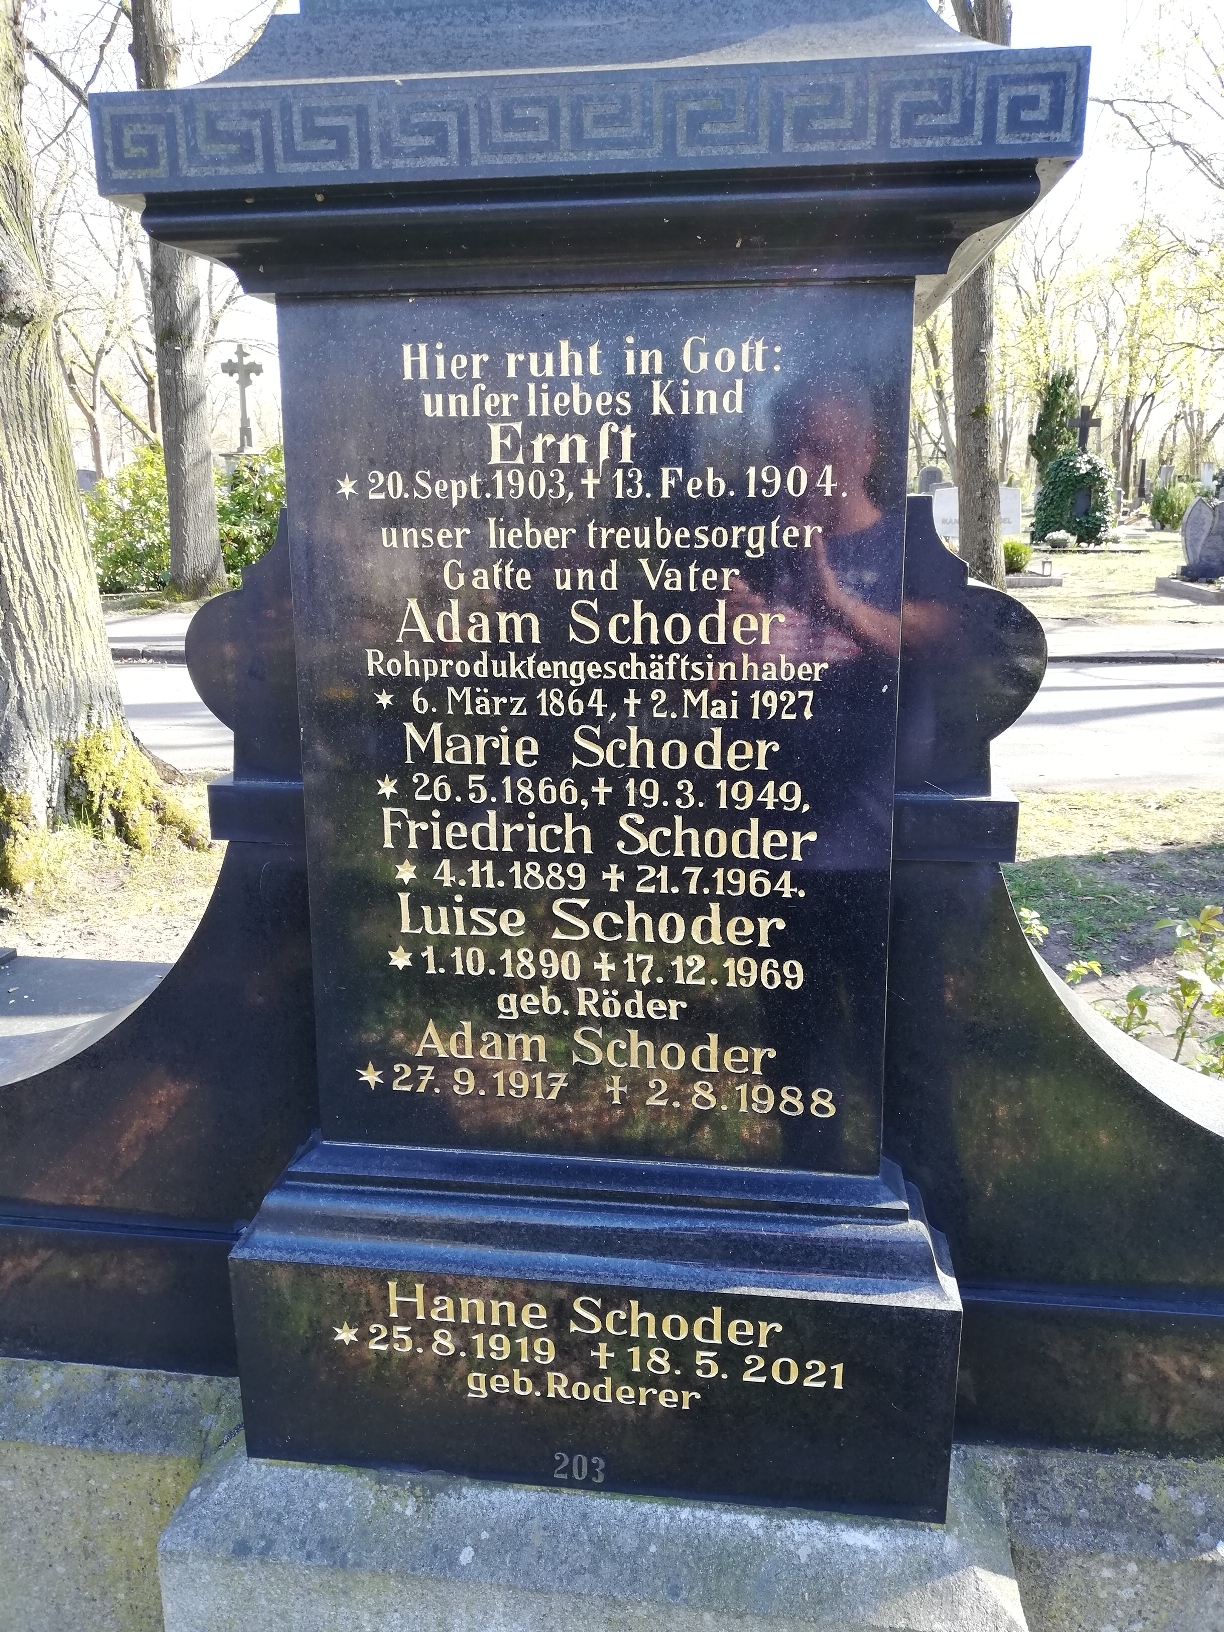 Hier ruht in Gott:
unſer liebes Kind
Ernſt
* 20. Sept. 1903, † 13. Feb. 1904.
unser lieber treubesorgter
Gatte und Vater
Adam Schoder
Rohproduktengeschäftsinhaber
* 6. März 1864, † 2. Mai 1927
Marie Schoder
* 26.5.1866, † 19.3.1949,
Friedrich Schoder
* 4.11.1889 † 21.7.1964.
Luise Schoder
* 1.10.1890 † 17.12.1969
geb. Röder
Adam Schoder
* 27.9.1917 † 2.8.1988
Hanne Schoder
* 25.8.1919 † 18.5.2021
geb. Roderer
203